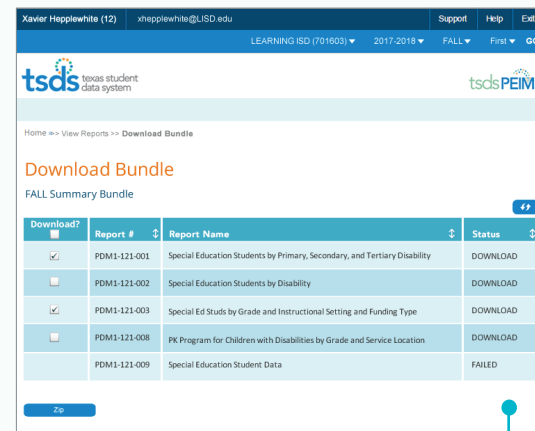 Xavier Hepplewhite (12) xhepplewhite@LISD.edu Support Help Exit
LEARNING ISD (701603) 2017-2018 FALL First GO
tsds texas student data system
tsds PEIM
Home >> View Reports >> Download Bundle
Download Bundle
FALL Summary Bundle
Download? Report # Report Name Status
PDM1-121-001 Special Education Students by Primary, Secondary, and Tertiary Disability DOWNLOAD
PDM1-121-002 Special Education Students by Disability DOWNLOAD
PDM1-121-003 Special Ed Studs by Grade and Instructional Setting and Funding Type DOWNLOAD
PDM1-121-008 PK Program for Children with Disabilities by Grade and Service Location DOWNLOAD
PDM1-121-009 Special Education Student Data FAILED
Zip